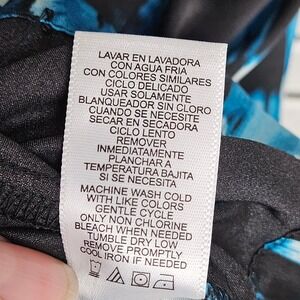 LAVAR EN LAVADORA
CON AGUA FRIA
CON COLORES SIMILARES
CICLO DELICADO
USAR SOLAMENTE
BLANQUEADOR SIN CLORO
CUANDO SE NECESITE
SECAR EN SECADORA
CICLO LENTO
REMOVER
INMEDIATAMENTE
PLANCHAR A
TEMPERATURA BAJITA
SI SE NECESITA
MACHINE WASH COLD
WITH LIKE COLORS
GENTLE CYCLE
ONLY NON CHLORINE
BLEACH WHEN NEEDED
TUMBLE DRY LOW
REMOVE PROMPTLY
COOL IRON IF NEEDED